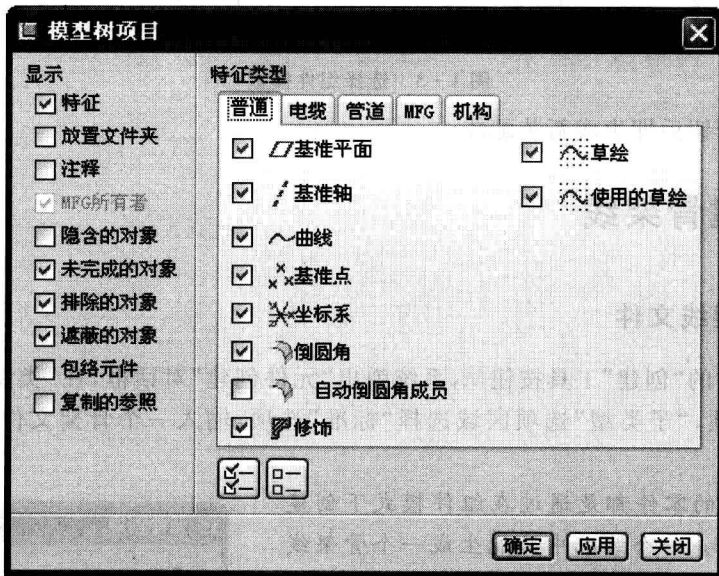 模型树项目
显示
特征
放置文件夹
注释
MFG所有者
隐含的对象
未完成的对象
排除的对象
遮蔽的对象
包络元件
复制的参照
特征类型
普通 电缆 管道 MFG 机构
基准平面
基准轴
曲线
基准点
坐标系
倒圆角
自动倒圆角成员
修饰
草绘
使用的草绘
确定 应用 关闭